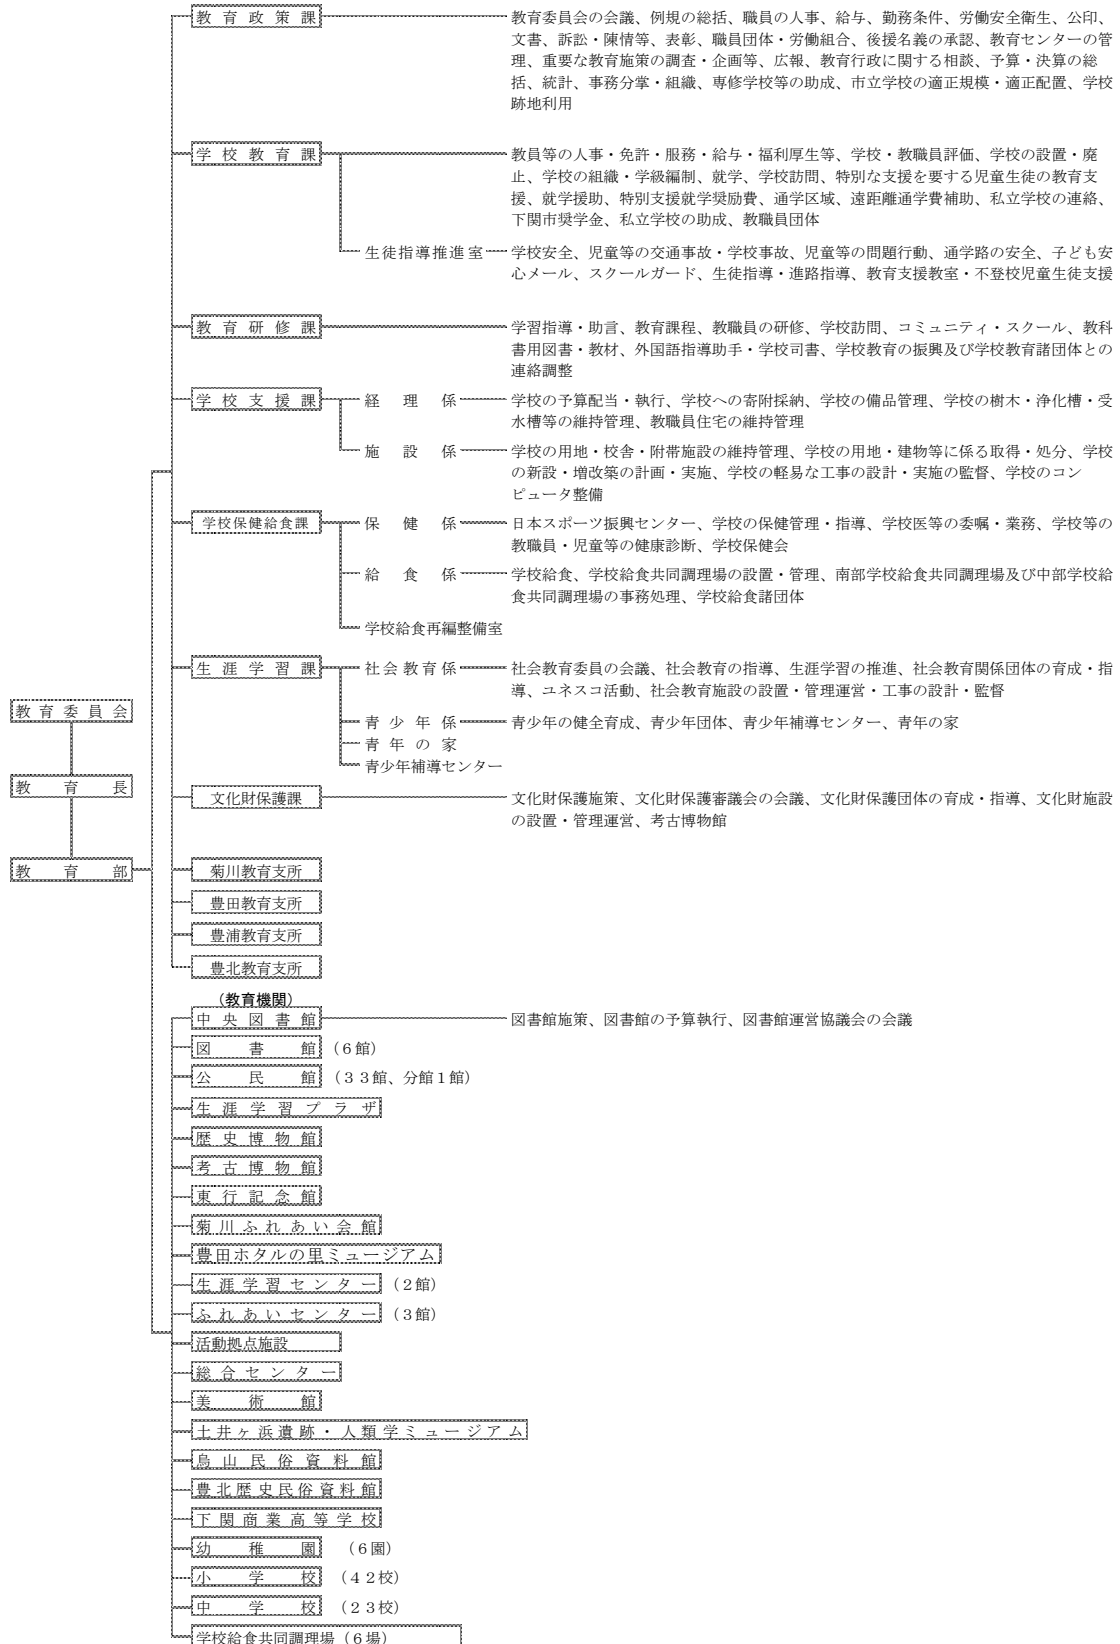 教育政策課 教育委員会の会議、例規の総括、職員の人事、給与、勤務条件、労働安全衛生、公印、
文書、訴訟・陳情等、表彰、職員団体・労働組合、後援名義の承認、教育センターの管
理、重要な教育施策の調査・企画等、広報、教育行政に関する相談、予算・決算の総
括、統計、事務分掌・組織、専修学校等の助成、市立学校の適正規模・適正配置、学校
跡地利用
学校教育課 教員等の人事・免許・服務・給与・福利厚生等、学校・教職員評価、学校の設置・廃
止、学校の組織・学級編制、就学、学校訪問、特別な支援を要する児童生徒の教育支
援、就学援助、特別支援就学奨励費、通学区域、遠距離通学費補助、私立学校の連絡、
下関市奨学金、私立学校の助成、教職員団体
生徒指導推進室 学校安全、児童等の交通事故・学校事故、児童等の問題行動、通学路の安全、子ども安
心メール、スクールガード、生徒指導・進路指導、教育支援教室・不登校児童生徒支援
教育研修課 学習指導・助言、教育課程、教職員の研修、学校訪問、コミュニティ・スクール、教科
書用図書・教材、外国語指導助手・学校司書、学校教育の振興及び学校教育諸団体との
連絡調整
学校支援課 経理係 学校の予算配当・執行、学校への寄附採納、学校の備品管理、学校の樹木・浄化槽・受
水槽等の維持管理、教職員住宅の維持管理
施設係 学校の用地・校舎・附帯施設の維持管理、学校の用地・建物等に係る取得・処分、学校
の新設・増改築の計画・実施、学校の軽易な工事の設計・実施の監督、学校のコン
ピュータ整備
学校保健給食課 保健係 日本スポーツ振興センター、学校の保健管理・指導、学校医等の委嘱・業務、学校等の
教職員・児童等の健康診断、学校保健会
給食係 学校給食、学校給食共同調理場の設置・管理、南部学校給食共同調理場及び中部学校給
食共同調理場の事務処理、学校給食諸団体
学校給食再編整備室
生涯学習課 社会教育係 社会教育委員の会議、社会教育の指導、生涯学習の推進、社会教育関係団体の育成・指
導、ユネスコ活動、社会教育施設の設置・管理運営・工事の設計・監督
教育委員会
青少年係 青少年の健全育成、青少年団体、青少年補導センター、青年の家
青年の家
青少年補導センター
教育長
文化財保護課 文化財保護施策、文化財保護審議会の会議、文化財保護団体の育成・指導、文化財施設
の設置・管理運営、考古博物館
教育部
菊川教育支所
豊田教育支所
豊浦教育支所
豊北教育支所
（教育機関）
中央図書館 図書館施策、図書館の予算執行、図書館運営協議会の会議
図書館（6館）
公民館（33館、分館1館）
生涯学習プラザ
歴史博物館
考古博物館
東行記念館
菊川ふれあい会館
豊田ホタルの里ミュージアム
生涯学習センター（2館）
ふれあいセンター（3館）
活動拠点施設
総合センター
美術館
土井ヶ浜遺跡・人類学ミュージアム
烏山民俗資料館
豊北歴史民俗資料館
下関商業高等学校
幼稚園（6園）
小学校（42校）
中学校（23校）
学校給食共同調理場（6場）